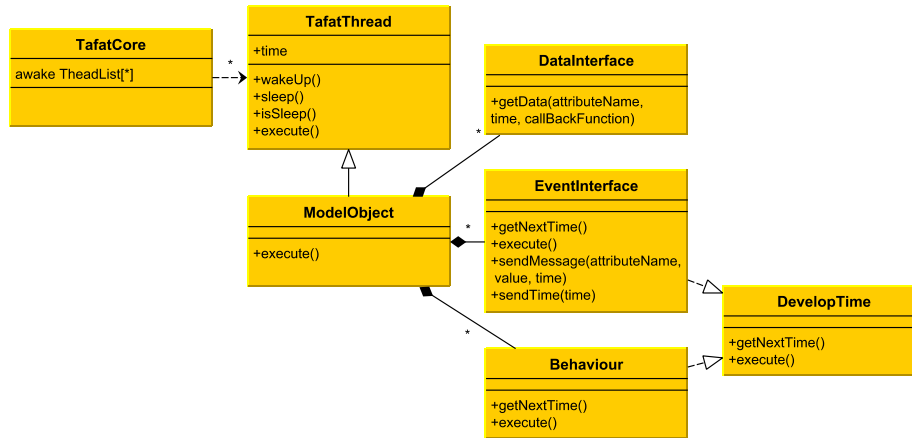 TafatCore
awake TheadList[*]
*
TafatThread
+time
+wakeUp()
+sleep()
+isSleep()
+execute()
DataInterface
+getData(attributeName,
time, callBackFunction)
*
ModelObject
+execute()
*
EventInterface
+getNextTime()
+execute()
+sendMessage(attributeName,
value, time)
+sendTime(time)
DevelopTime
+getNextTime()
+execute()
*
Behaviour
+getNextTime()
+execute()